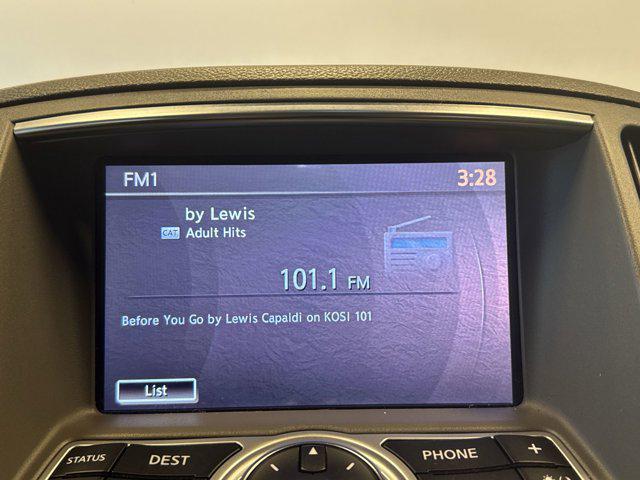 FM1 3:28
by Lewis
CAT Adult Hits
101.1 FM
Before You Go by Lewis Capaldi on KOSI 101
List
STATUS DEST PHONE +